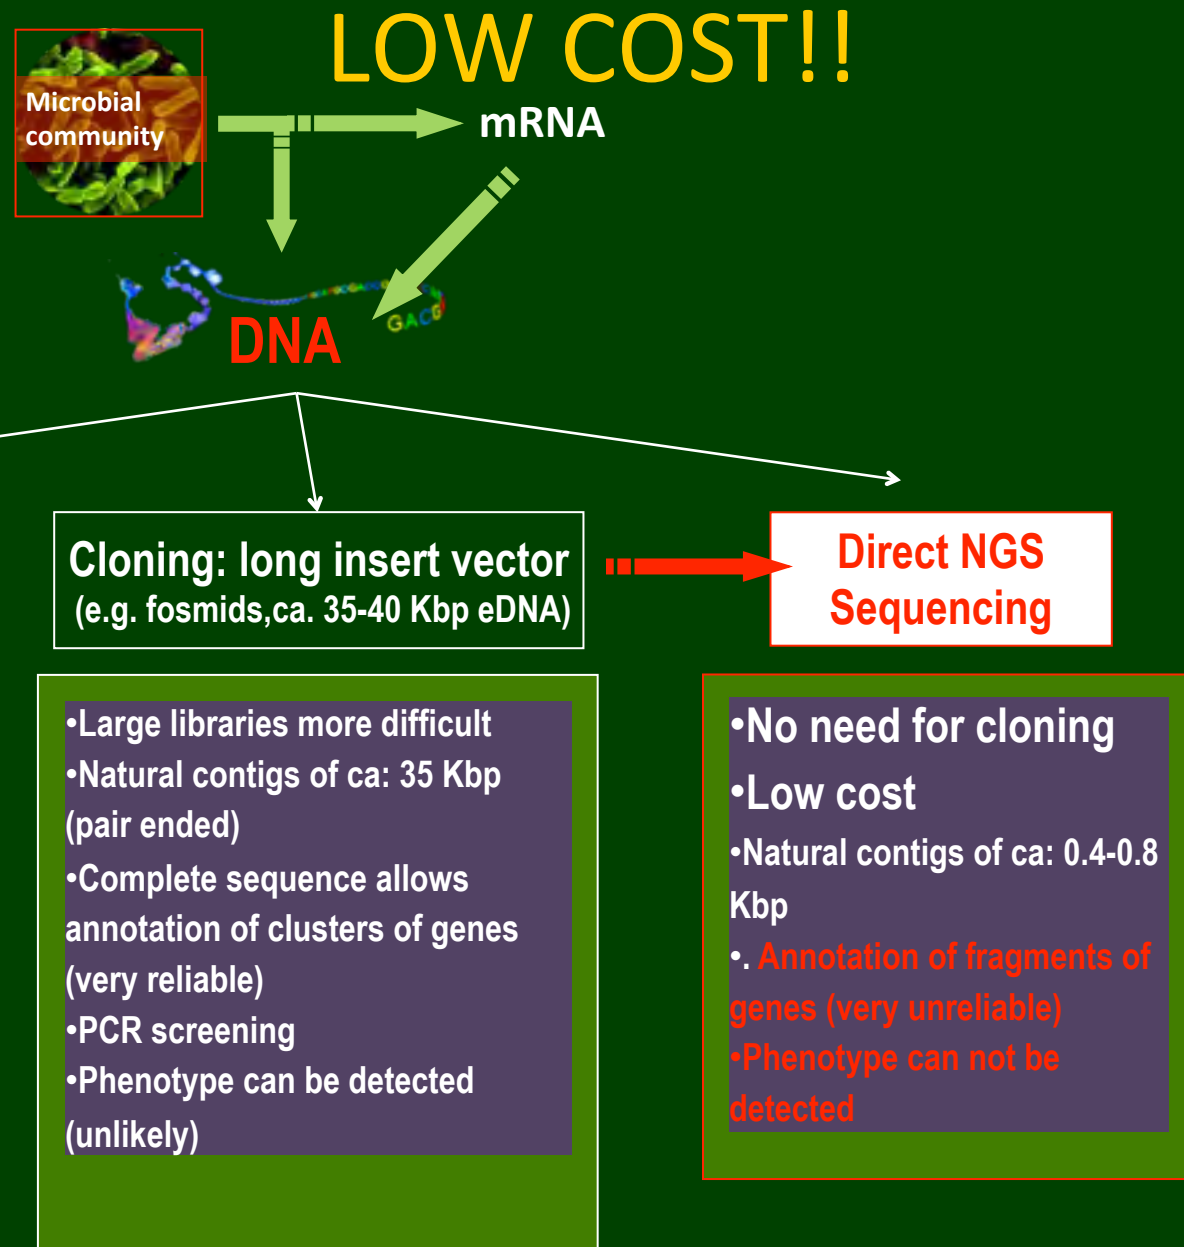 LOW COST!!
Microbial
community
mRNA
GACG
DNA
Cloning: long insert vector
(e.g. fosmids,ca. 35-40 Kbp eDNA)
Direct NGS
Sequencing
•Large libraries more difficult
•Natural contigs of ca: 35 Kbp
(pair ended)
•Complete sequence allows
annotation of clusters of genes
(very reliable)
•PCR screening
•Phenotype can be detected
(unlikely)
•No need for cloning
•Low cost
•Natural contigs of ca: 0.4-0.8
Kbp
•. Annotation of fragments of
genes (very unreliable)
•Phenotype can not be
detected